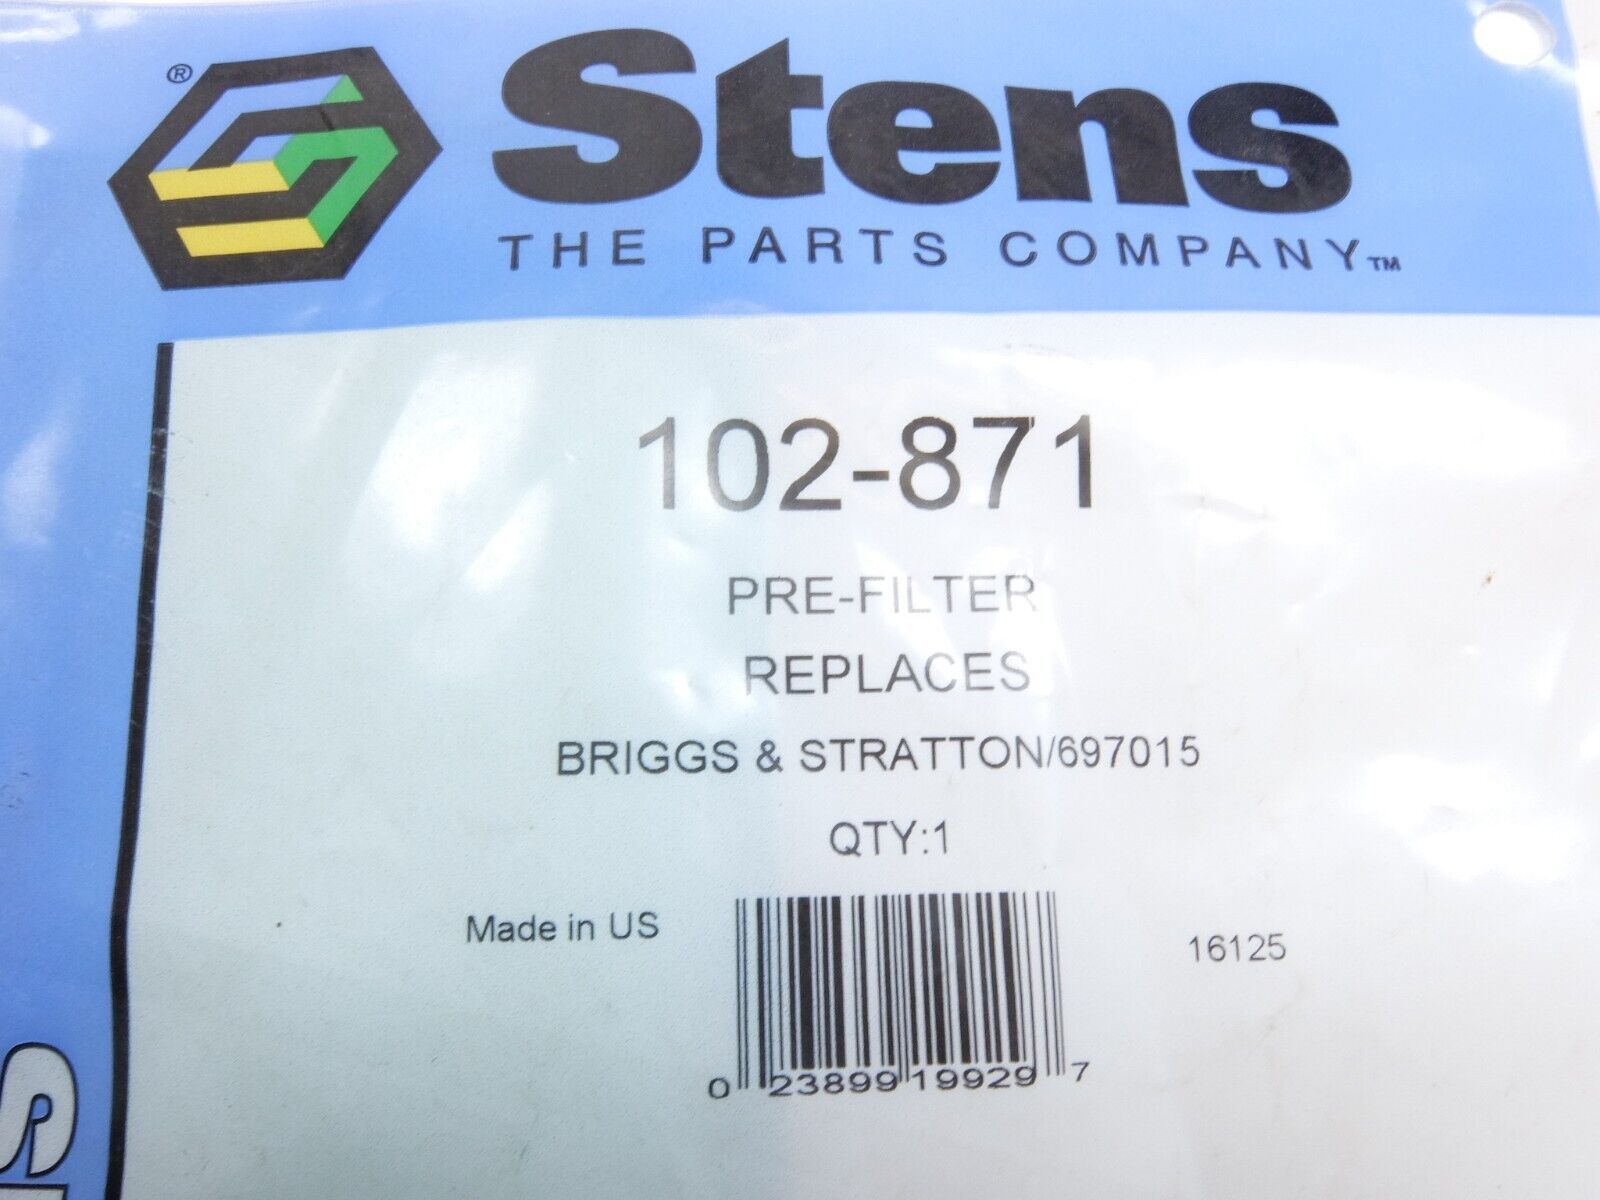 ®
Stens
THE PARTS COMPANY™
102-871
PRE-FILTER
REPLACES
BRIGGS & STRATTON/697015
QTY:1
Made in US
16125
0 23899 19929 7